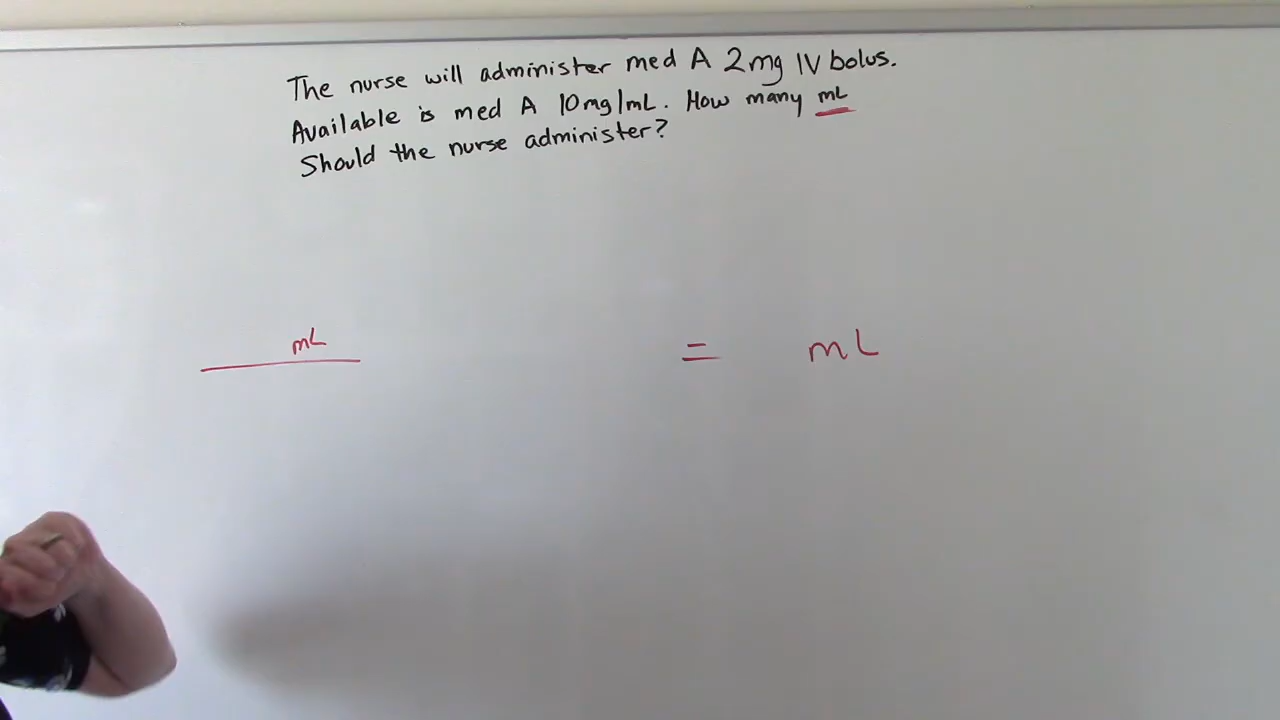 The nurse will administer med A 2mg IV bolus.
Available is med A 10mg/mL. How many mL
Should the nurse administer?
mL
= mL